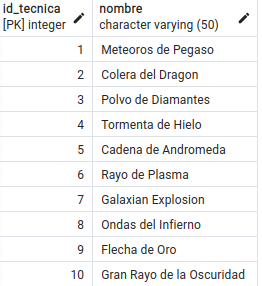 id_tecnica nombre
[PK] integer character varying (50)
1 Meteoros de Pegaso
2 Colera del Dragon
3 Polvo de Diamantes
4 Tormenta de Hielo
5 Cadena de Andromeda
6 Rayo de Plasma
7 Galaxian Explosion
8 Ondas del Infierno
9 Flecha de Oro
10 Gran Rayo de la Oscuridad